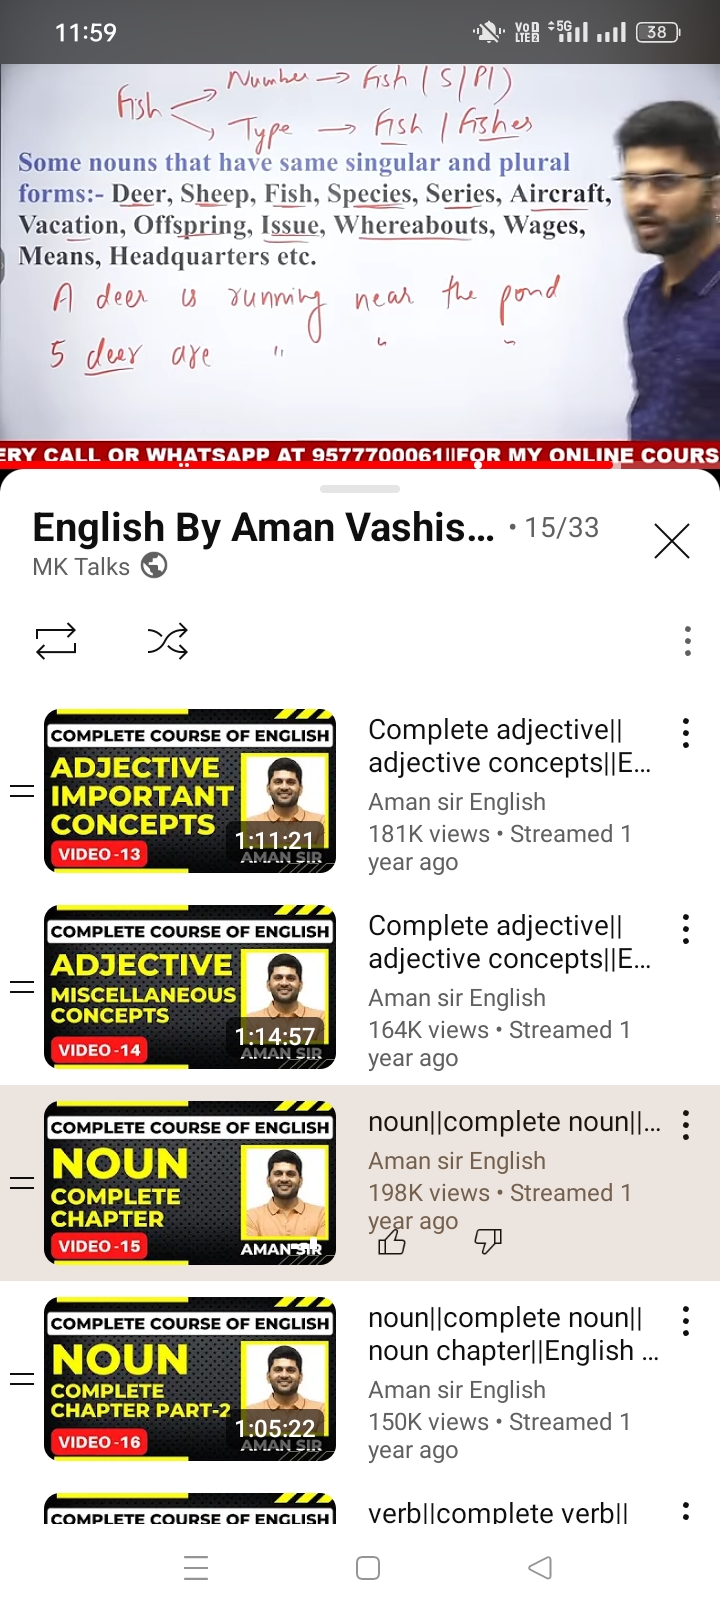 11:59
VoD
LTE2
5G
38
Number → Fish (S/Pl)
Fish
Type → Fish / Fishes
Some nouns that have same singular and plural
forms:- Deer, Sheep, Fish, Species, Series, Aircraft,
Vacation, Offspring, Issue, Whereabouts, Wages,
Means, Headquarters etc.
A deer is running near the pond
5 deer are " " "
ERY CALL OR WHATSAPP AT 9577700061||FOR MY ONLINE COURS
English By Aman Vashis... • 15/33
MK Talks
COMPLETE COURSE OF ENGLISH
ADJECTIVE
IMPORTANT
CONCEPTS
VIDEO -13
1:11:21
AMAN SIR
Complete adjective||
adjective concepts||E...
Aman sir English
181K views • Streamed 1
year ago
COMPLETE COURSE OF ENGLISH
ADJECTIVE
MISCELLANEOUS
CONCEPTS
VIDEO -14
1:14:57
AMAN SIR
Complete adjective||
adjective concepts||E...
Aman sir English
164K views • Streamed 1
year ago
COMPLETE COURSE OF ENGLISH
NOUN
COMPLETE
CHAPTER
VIDEO -15
AMAN SIR
noun||complete noun||...
Aman sir English
198K views • Streamed 1
year ago
COMPLETE COURSE OF ENGLISH
NOUN
COMPLETE
CHAPTER PART-2
VIDEO -16
1:05:22
AMAN SIR
noun||complete noun||
noun chapter||English ...
Aman sir English
150K views • Streamed 1
year ago
COMPLETE COURSE OF ENGLISH
verb||complete verb||